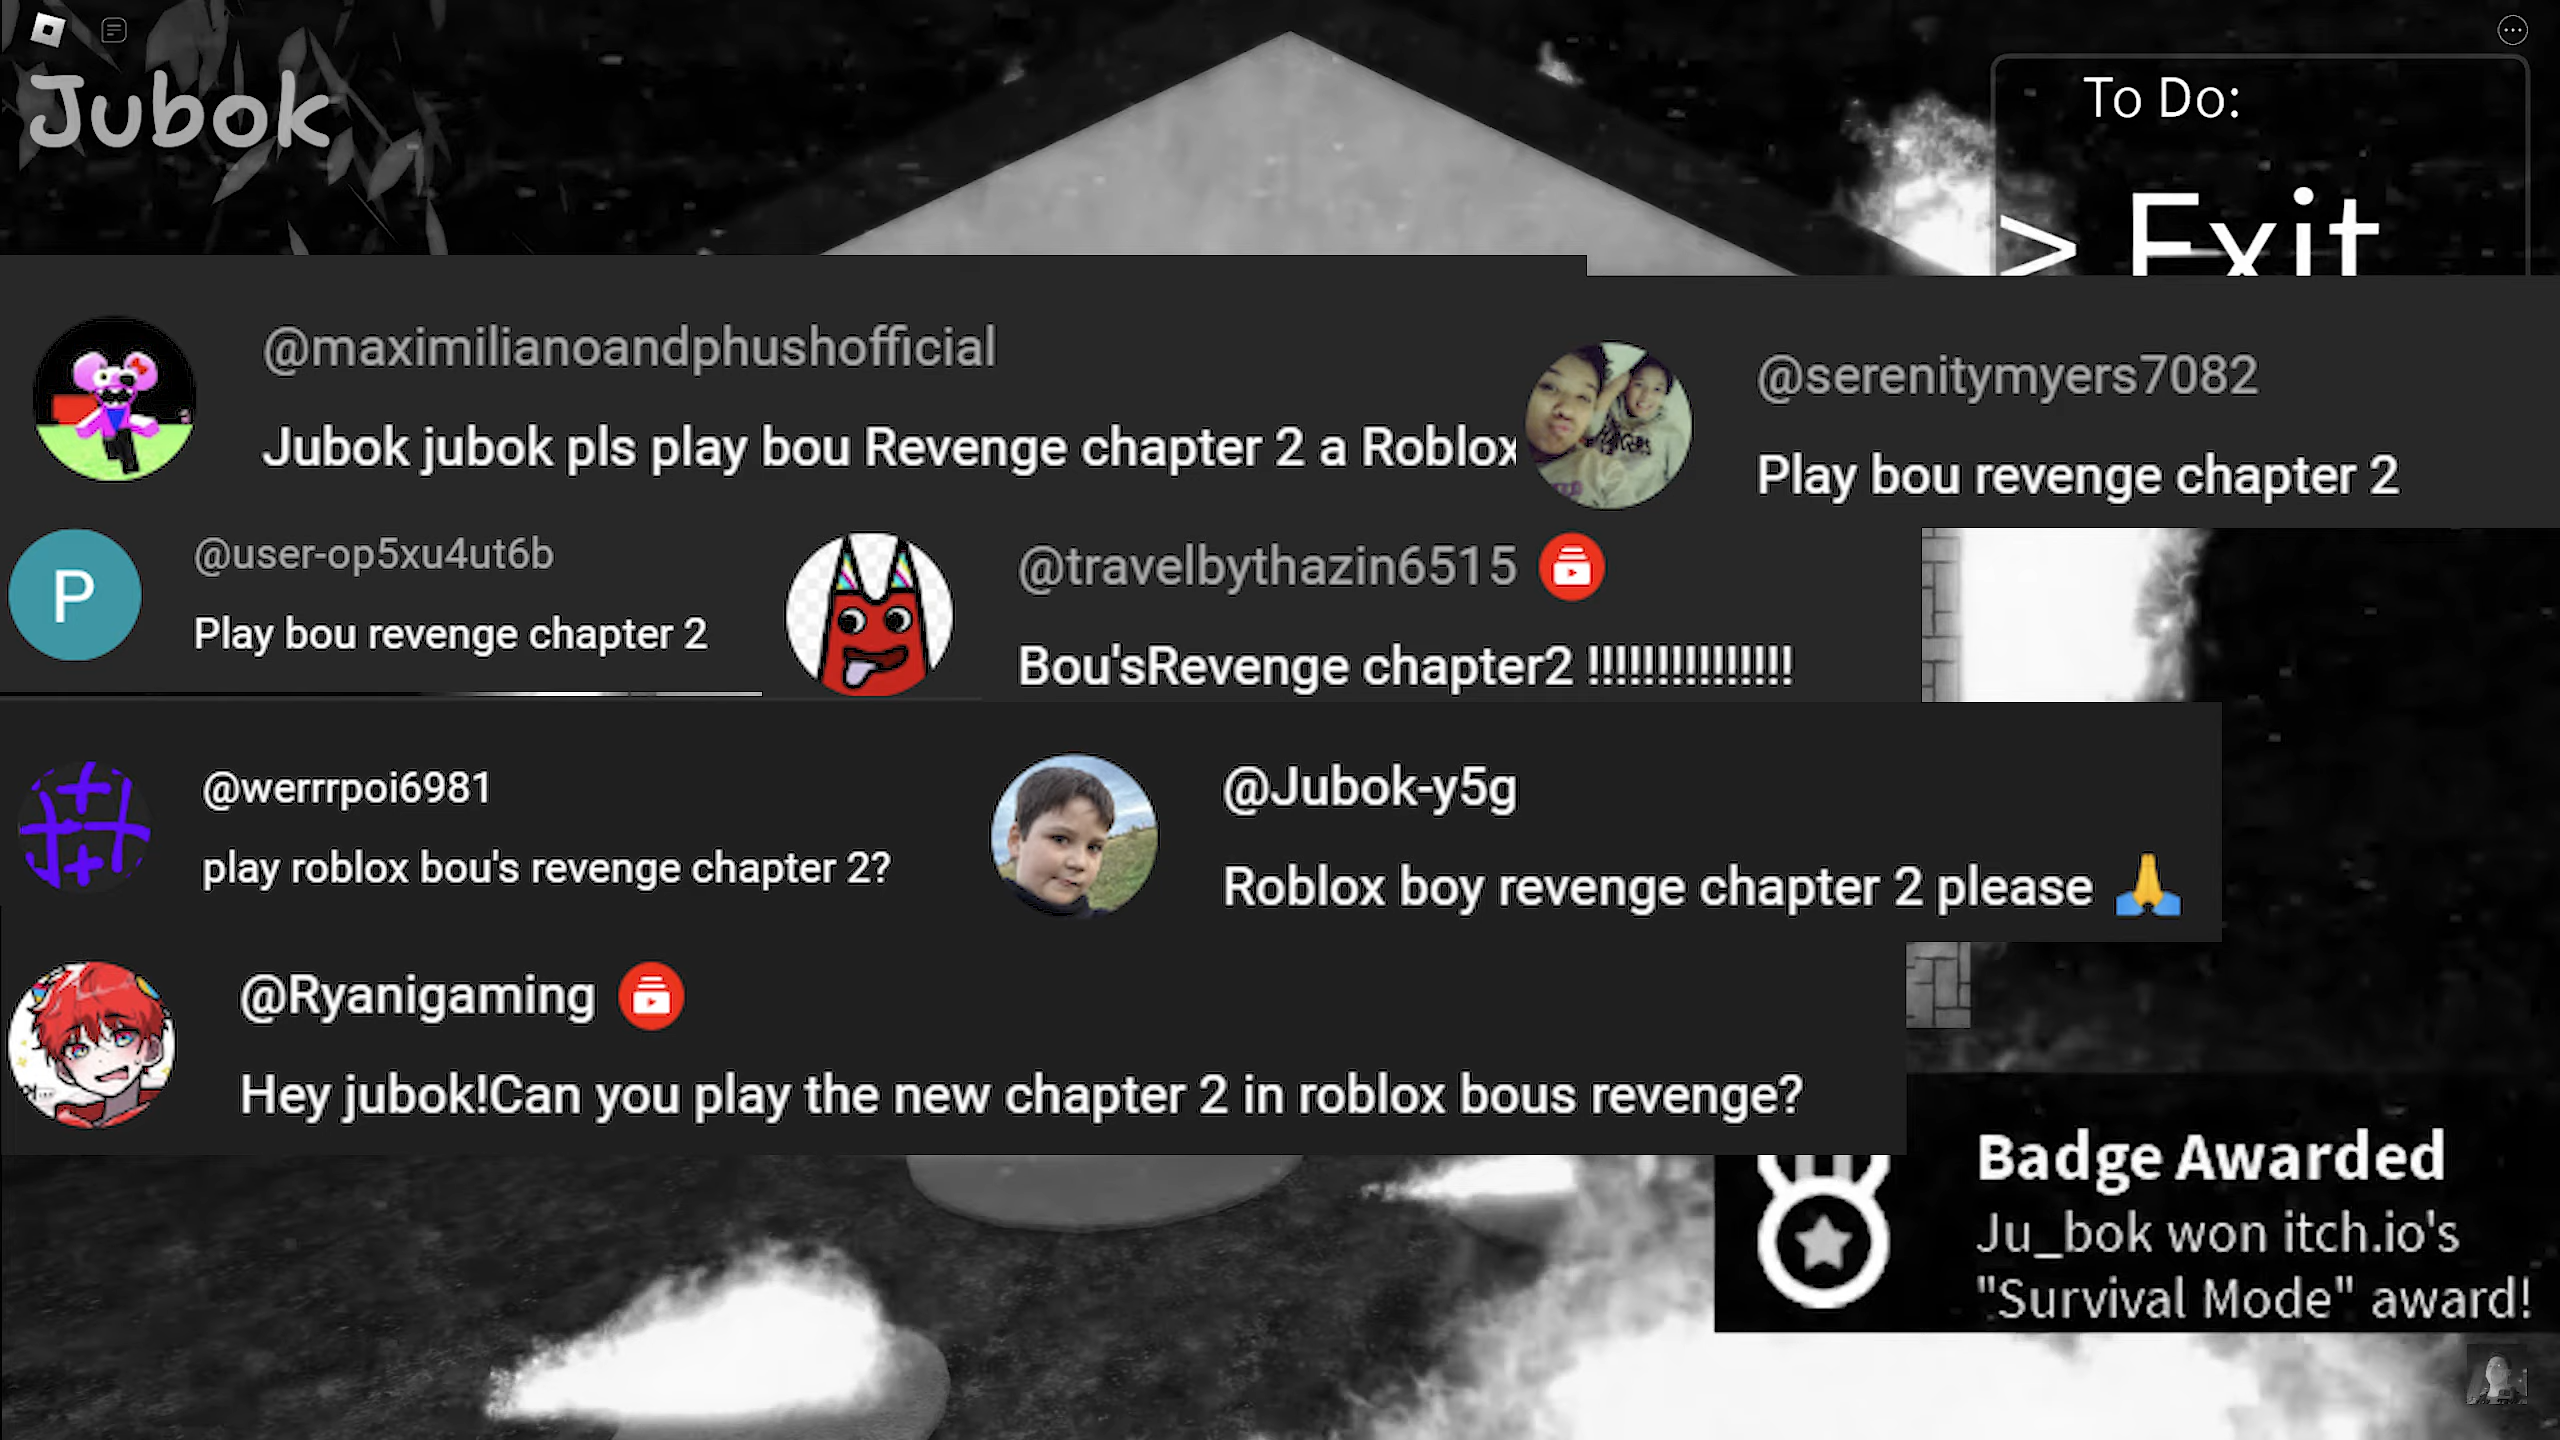 Jubok
To Do:
> Exit
@maximilianoandphushofficial
Jubok jubok pls play bou Revenge chapter 2 a Roblox
@serenitymyers7082
Play bou revenge chapter 2
@user-op5xu4ut6b
P
Play bou revenge chapter 2
@travelbythazin6515
Bou'sRevenge chapter2 !!!!!!!!!!!!!!!
@werrrpoi6981
play roblox bou's revenge chapter 2?
@Jubok-y5g
Roblox boy revenge chapter 2 please 🙏
@Ryanigaming
Hey jubok!Can you play the new chapter 2 in roblox bous revenge?
Badge Awarded
Ju_bok won itch.io's
"Survival Mode" award!